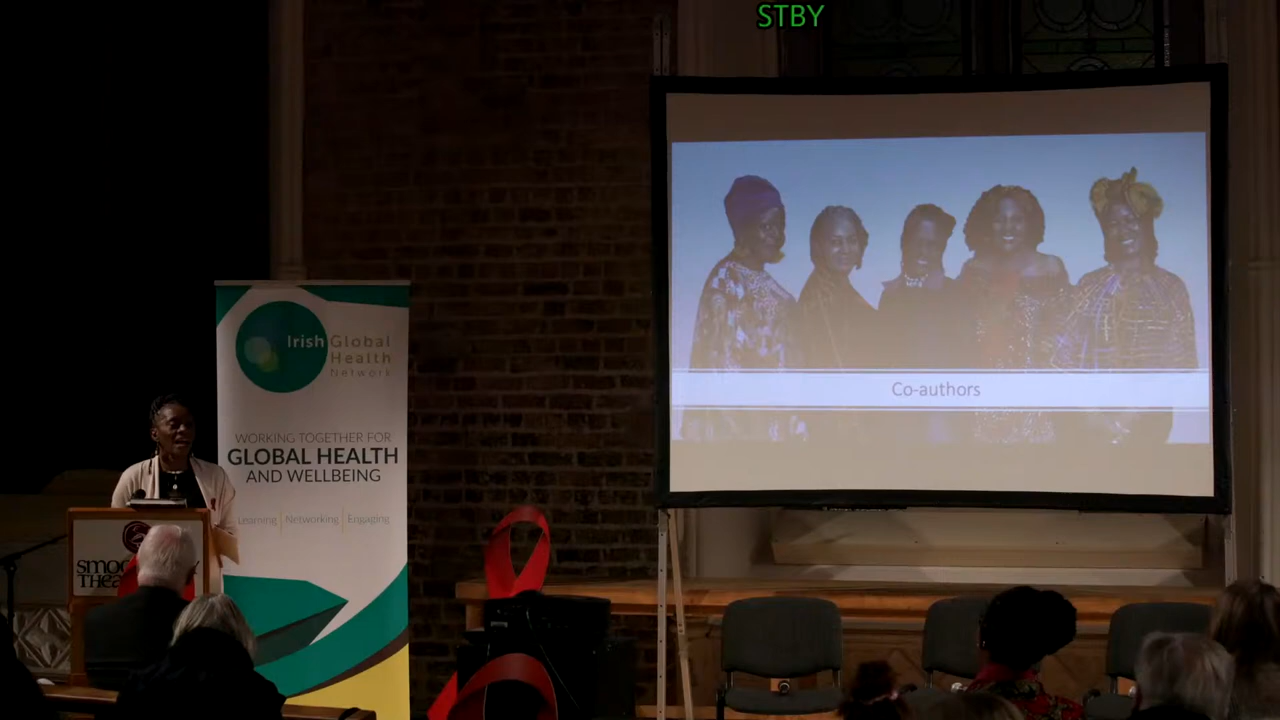 STBY
Irish Global
Health
Network
WORKING TOGETHER FOR
GLOBAL HEALTH
AND WELLBEING
Learning | Networking | Engaging
Co-authors